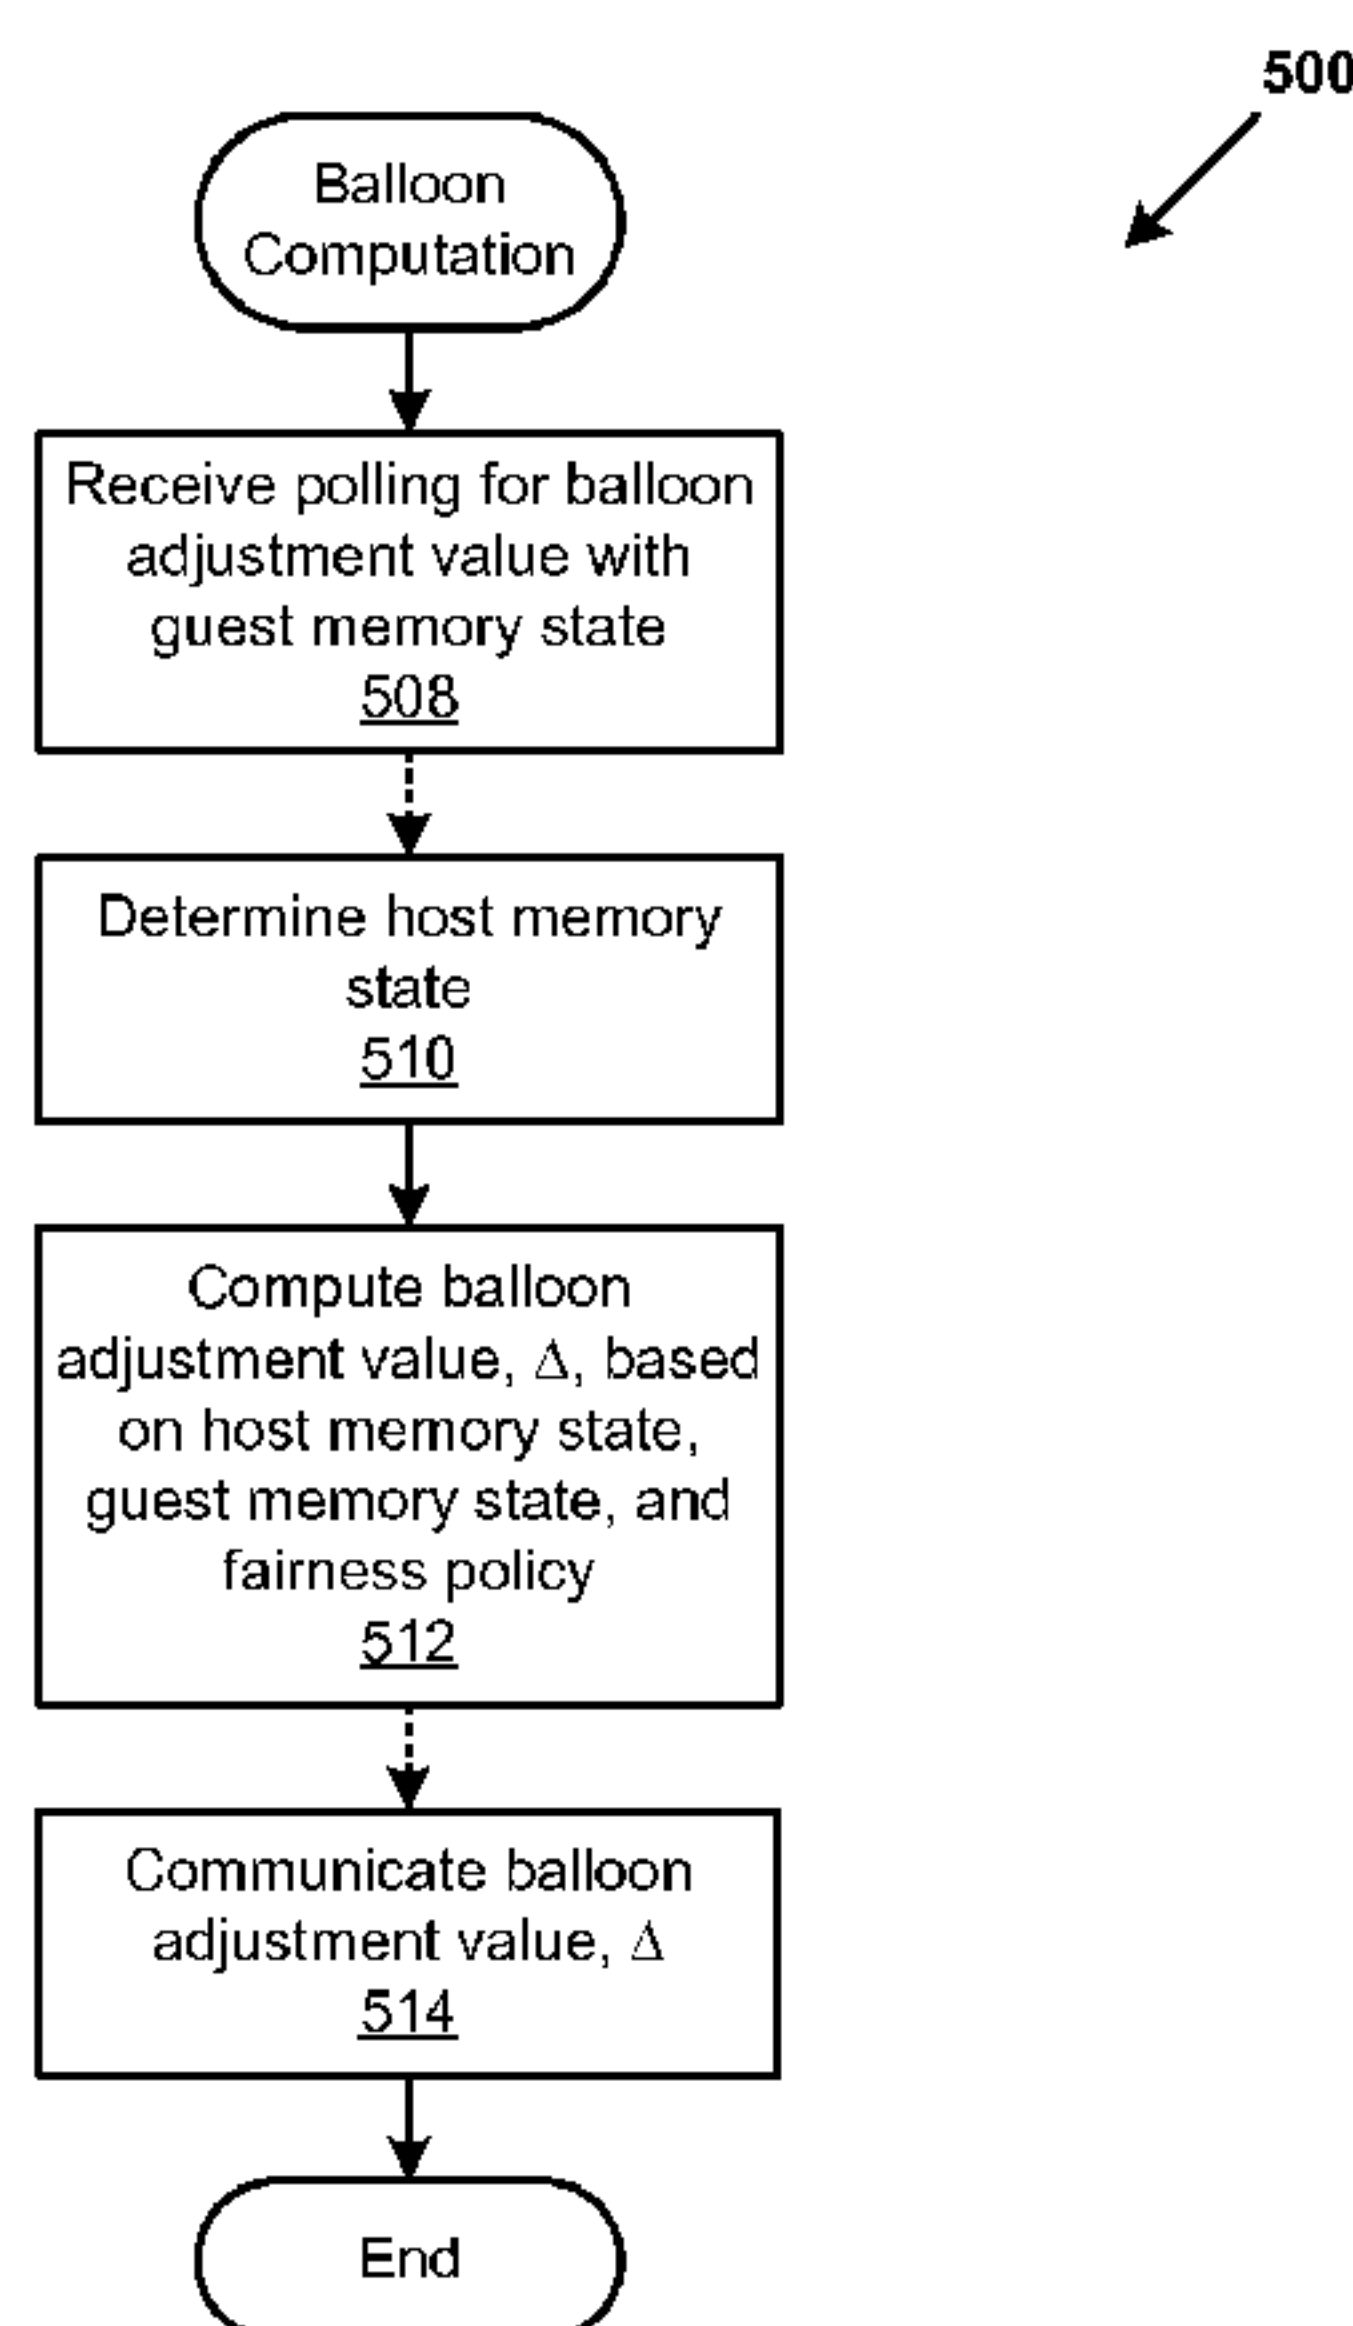 500
Balloon
Computation
Receive polling for balloon
adjustment value with
guest memory state
508
Determine host memory
state
510
Compute balloon
adjustment value, Δ, based
on host memory state,
guest memory state, and
fairness policy
512
Communicate balloon
adjustment value, Δ
514
End